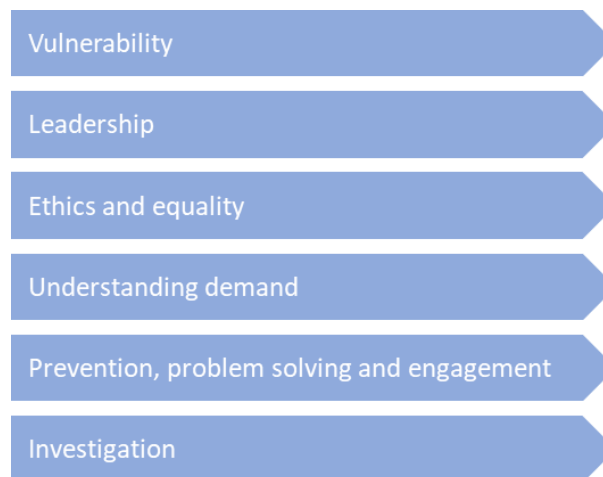 Vulnerability
Leadership
Ethics and equality
Understanding demand
Prevention, problem solving and engagement
Investigation